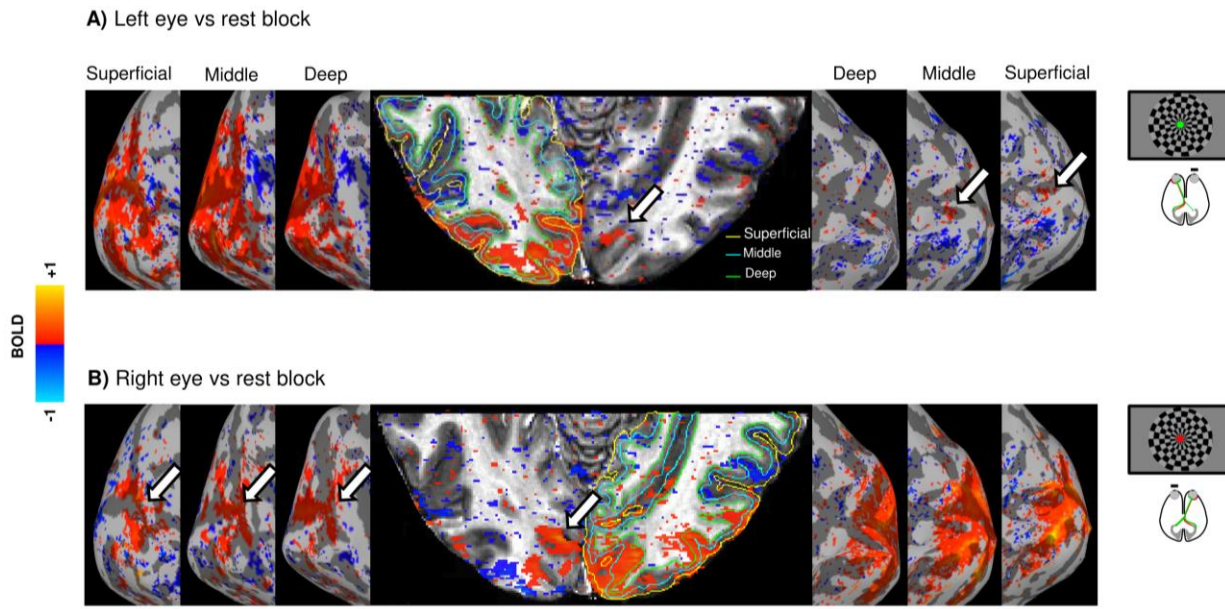 A) Left eye vs rest block
Superficial Middle Deep
Deep Middle Superficial
Superficial
Middle
Deep
BOLD
+1
-1
B) Right eye vs rest block